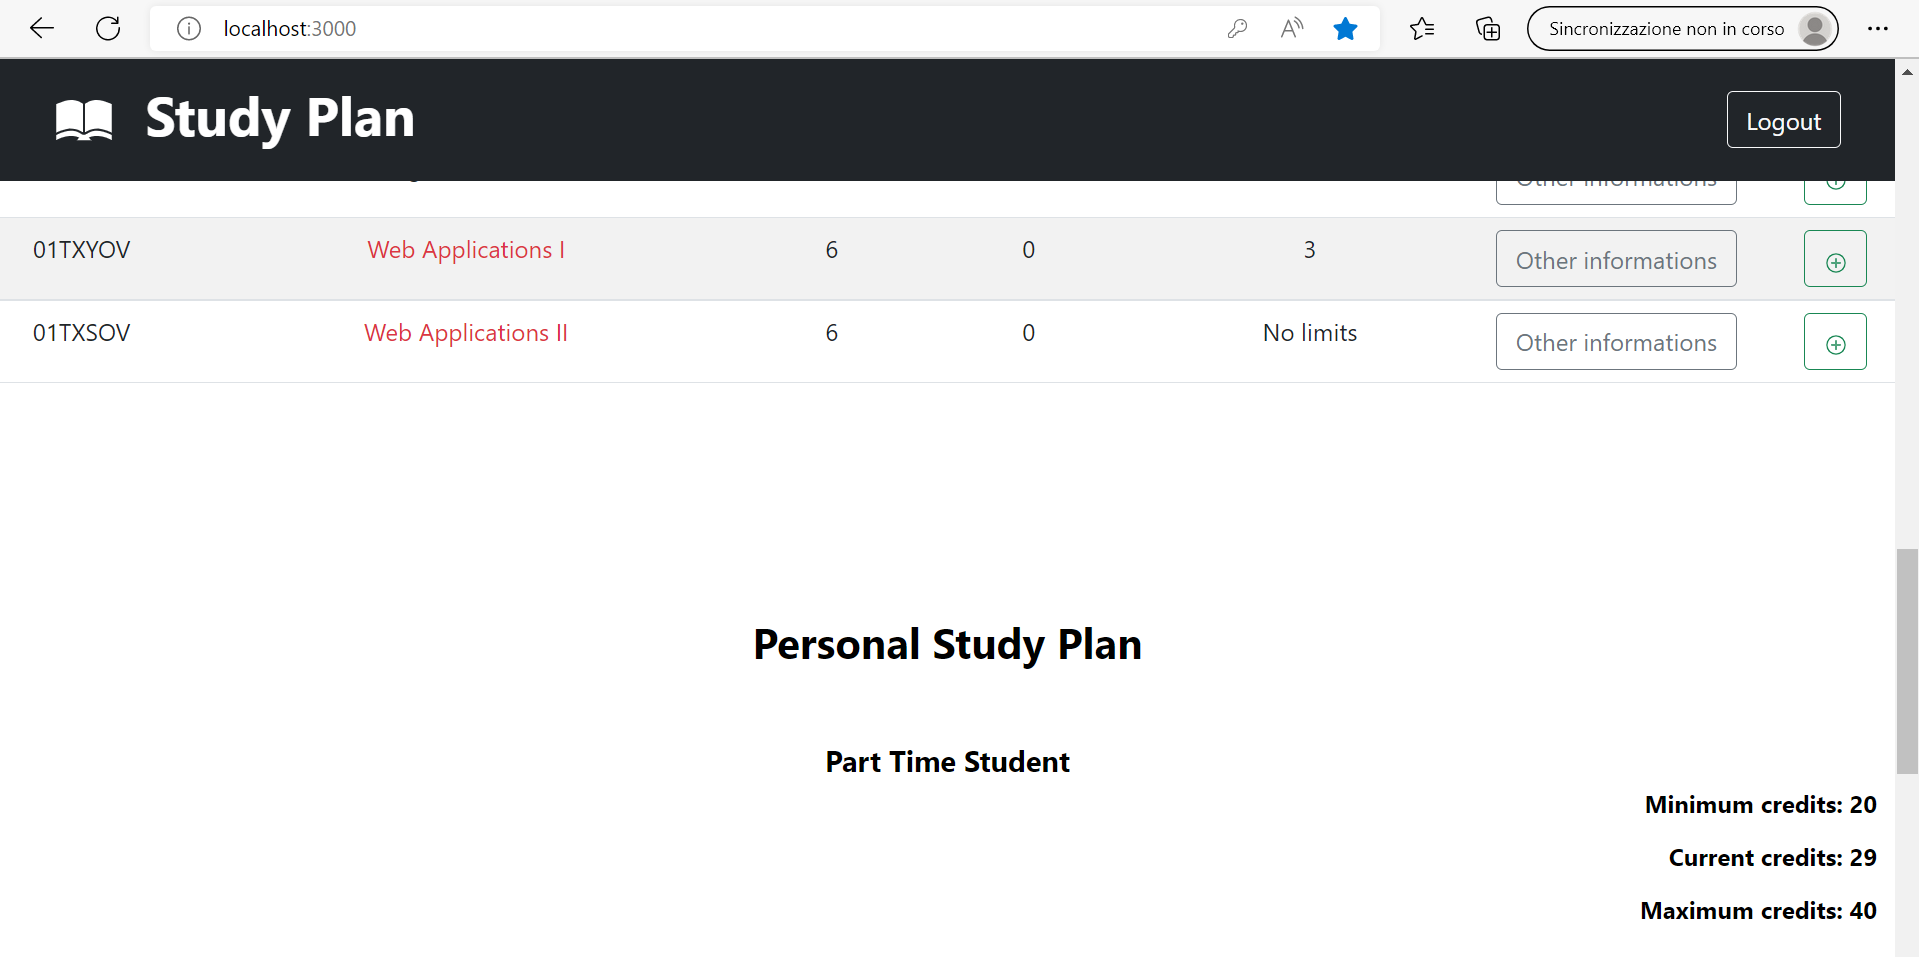 localhost:3000
Sincronizzazione non in corso
Study Plan
Logout
Other informations
01TXYOV Web Applications I 6 0 3 Other informations
01TXSOV Web Applications II 6 0 No limits Other informations
Personal Study Plan
Part Time Student
Minimum credits: 20
Current credits: 29
Maximum credits: 40